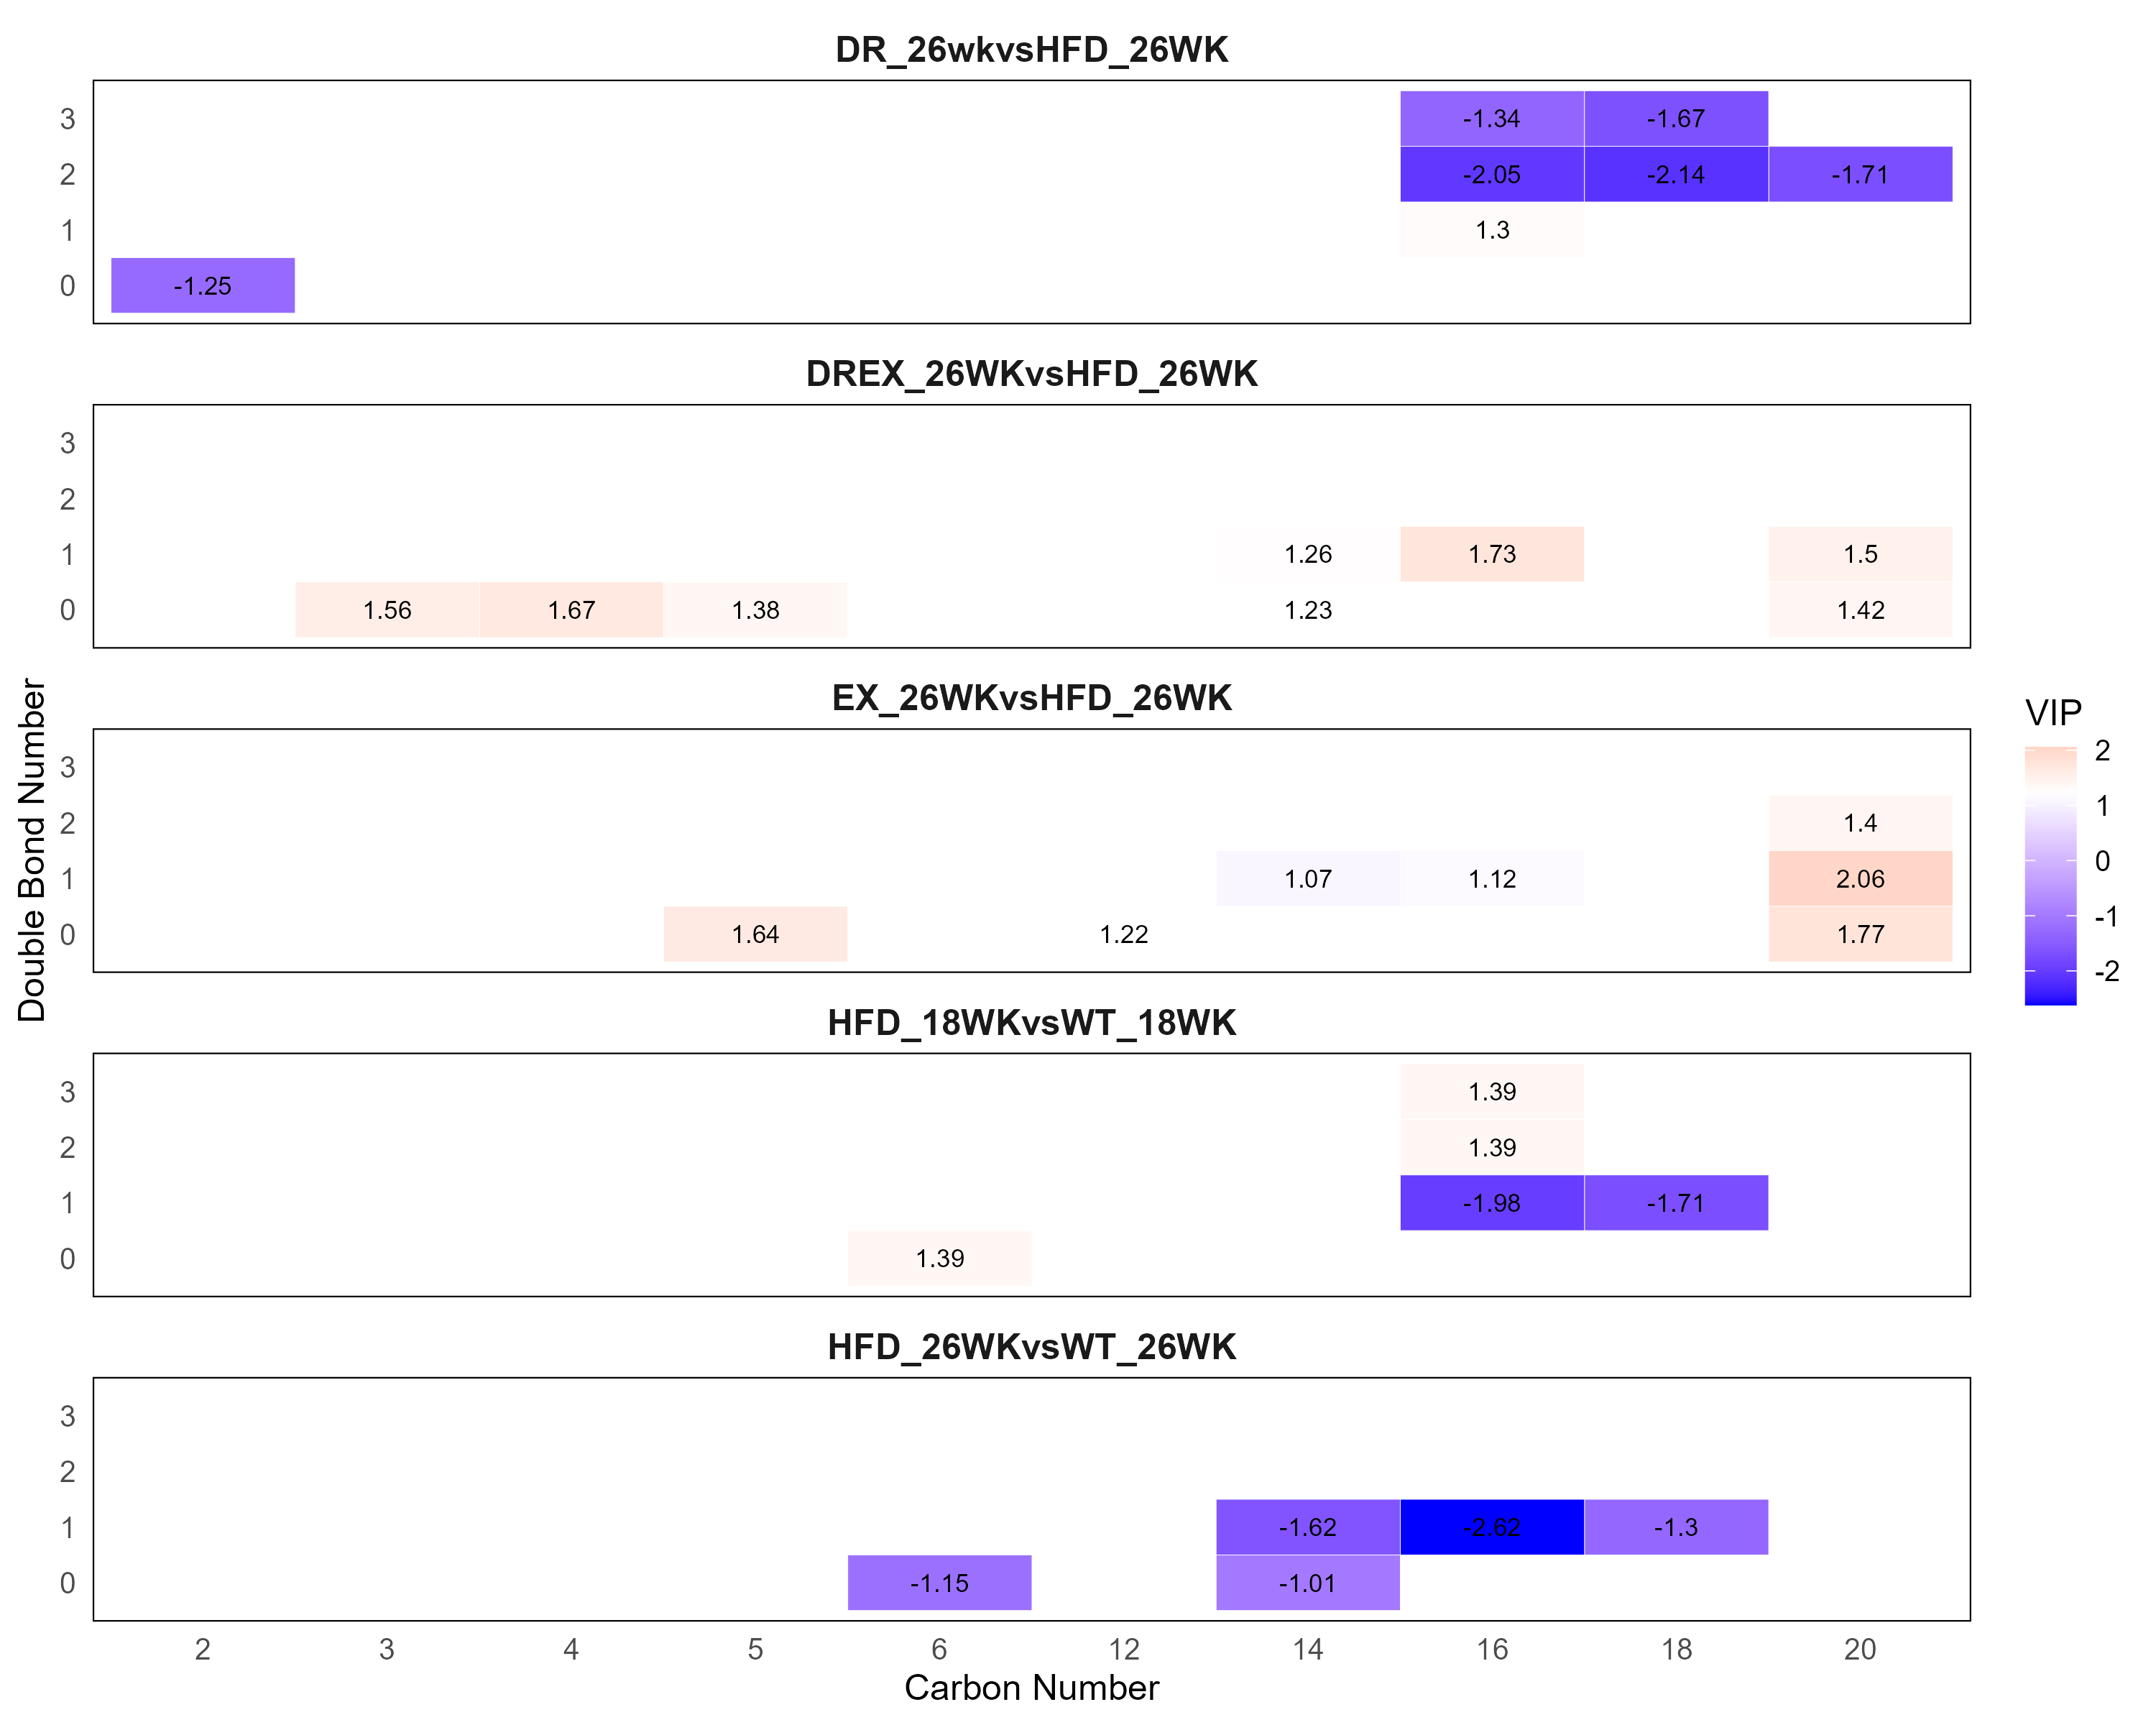 DR_26wkvsHFD_26WK
3 -1.34 -1.67
2 -2.05 -2.14 -1.71
1 1.3
0 -1.25
DREX_26WKvsHFD_26WK
3
2
1 1.26 1.73 1.5
0 1.56 1.67 1.38 1.23 1.42
EX_26WKvsHFD_26WK
3
2 1.4
1 1.07 1.12 2.06
0 1.64 1.22 1.77
HFD_18WKvsWT_18WK
3 1.39
2 1.39
1 -1.98 -1.71
0 1.39
HFD_26WKvsWT_26WK
3
2
1 -1.62 -2.62 -1.3
0 -1.15 -1.01
2 3 4 5 6 12 14 16 18 20
Carbon Number
Double Bond Number
VIP
2
1
0
-1
-2